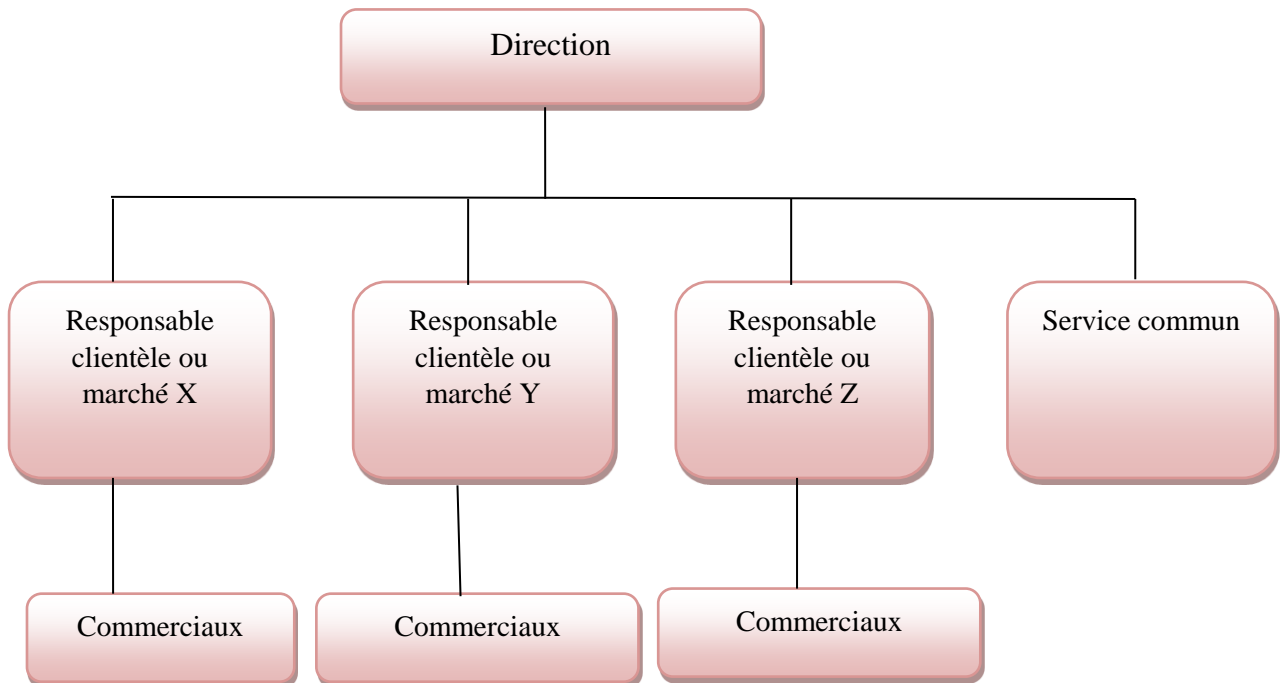 Direction
Responsable
clientèle ou
marché X
Responsable
clientèle ou
marché Y
Responsable
clientèle ou
marché Z
Service commun
Commerciaux
Commerciaux
Commerciaux